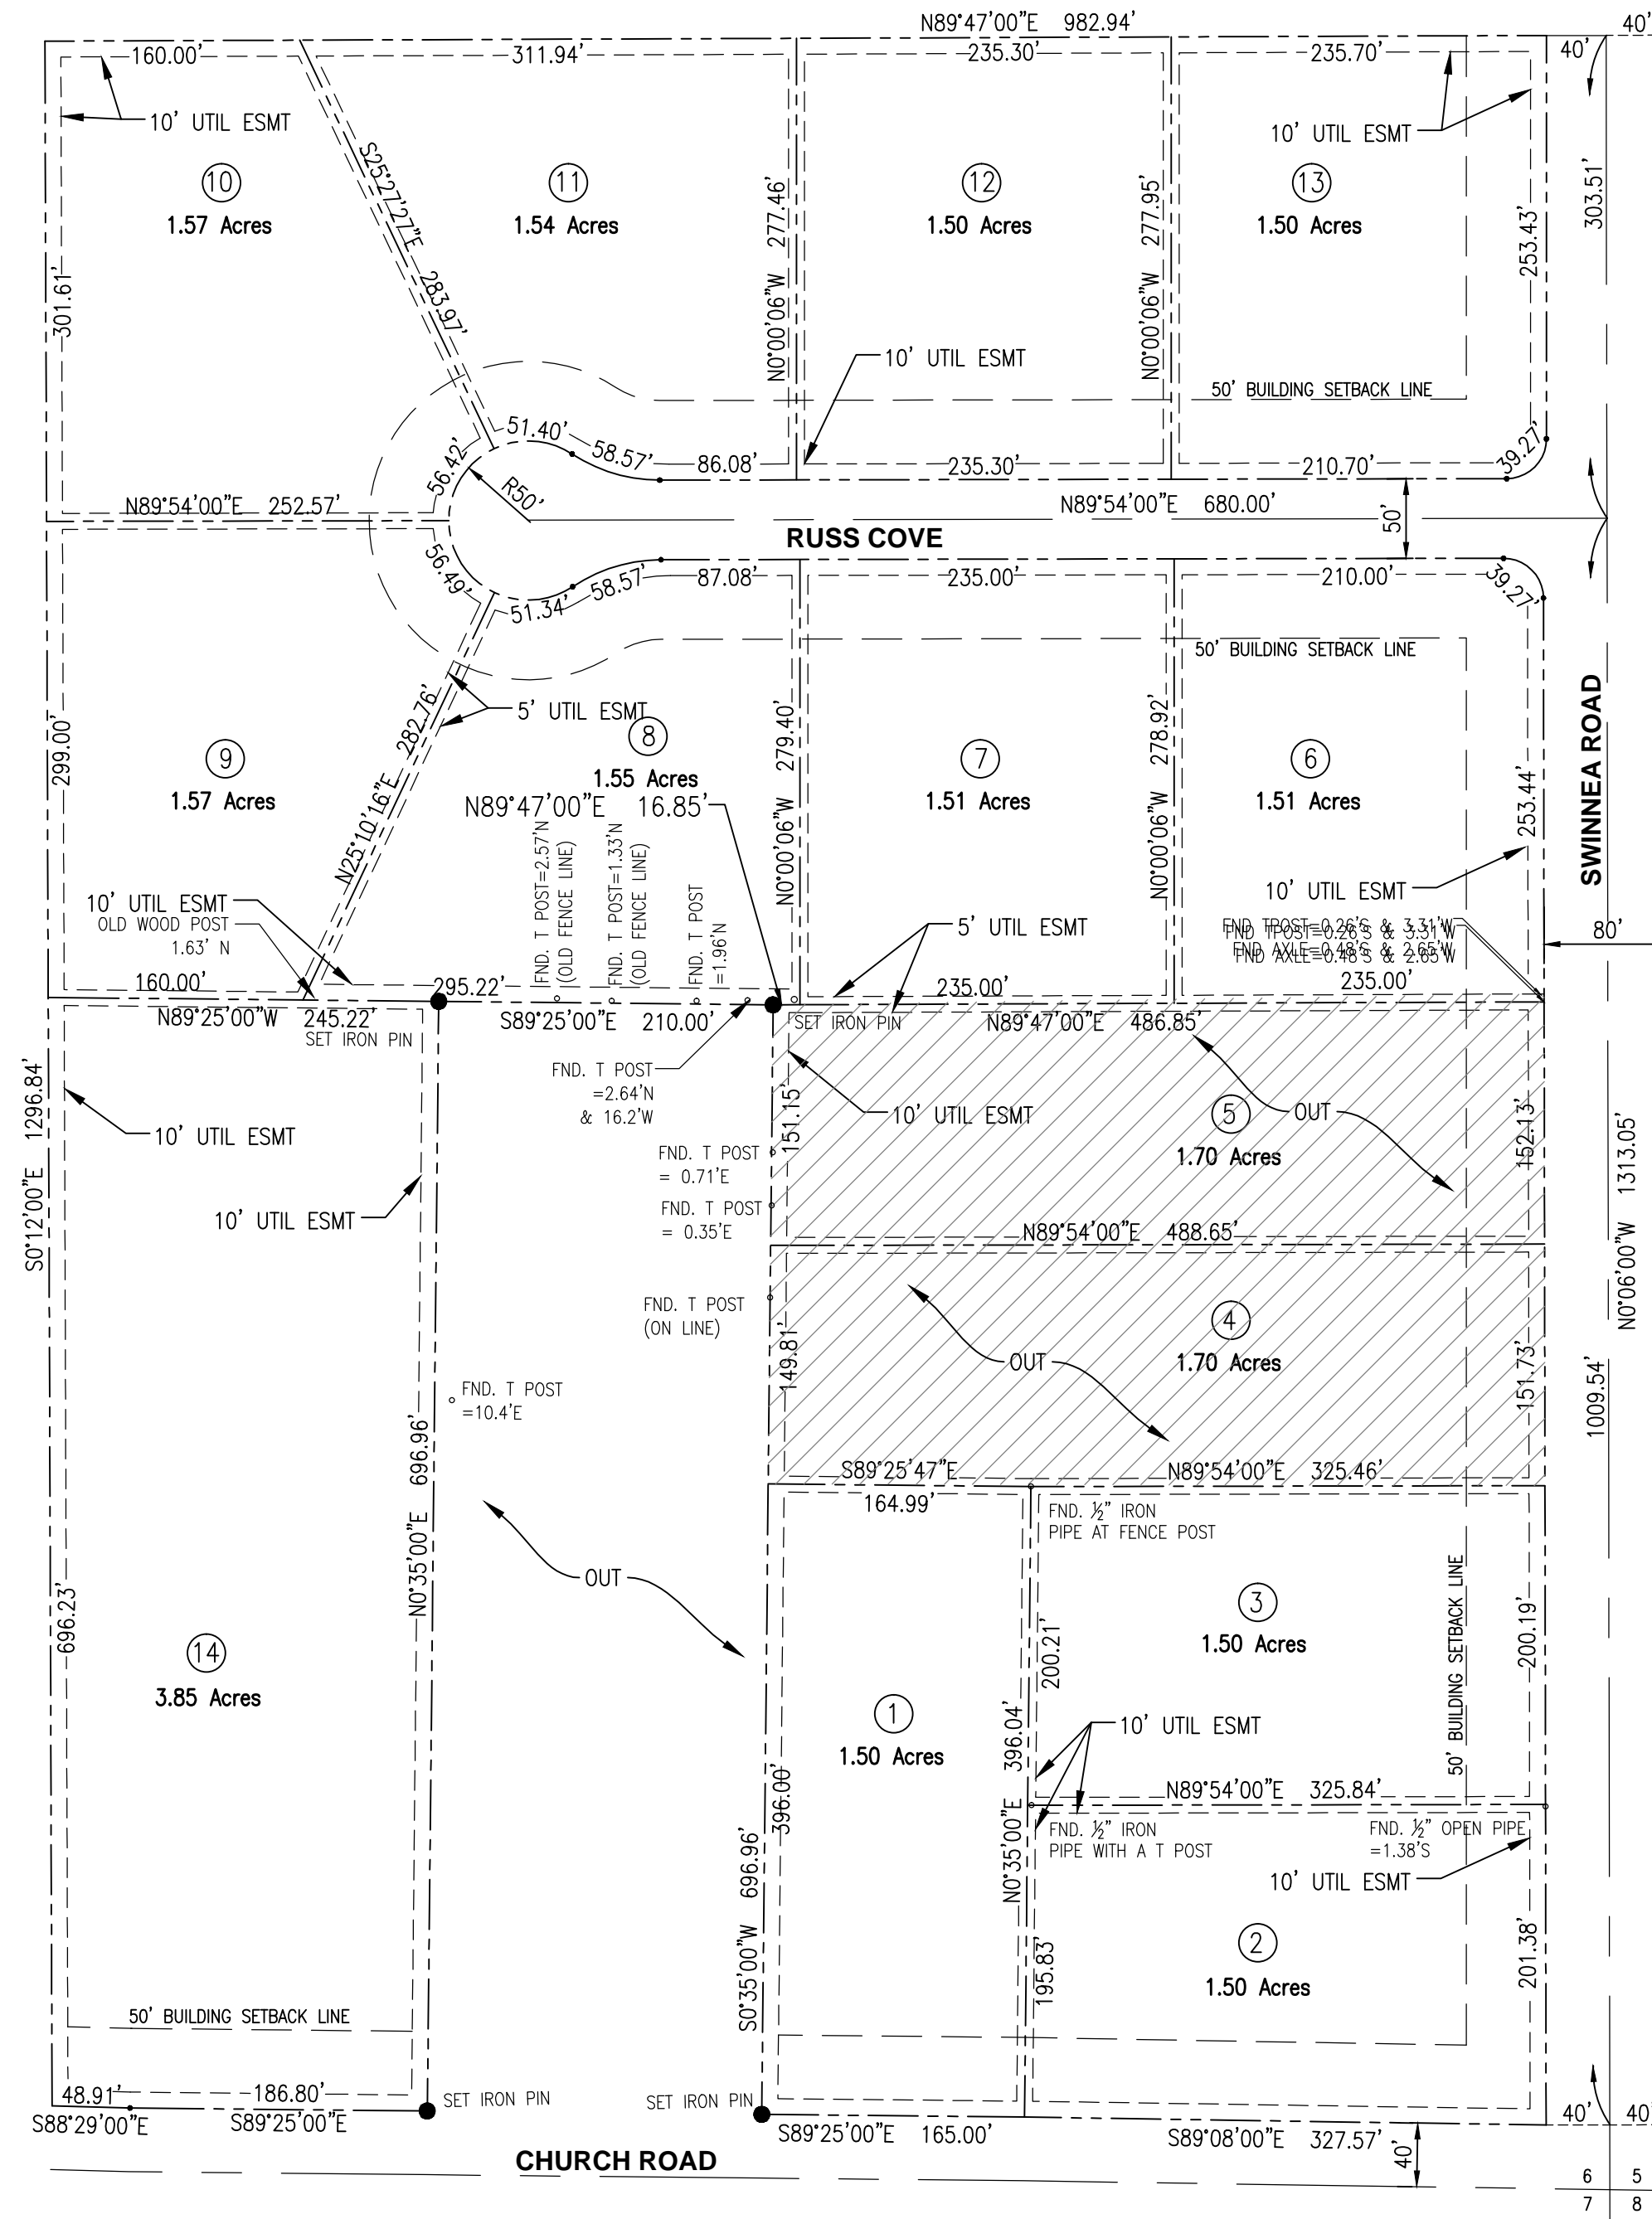 N89°47'00"E 982.94'
40'
40'
160.00'
311.94'
235.30'
235.70'
10' UTIL ESMT
10' UTIL ESMT
10
1.57 Acres
11
1.54 Acres
12
1.50 Acres
13
1.50 Acres
S25°27'27"E 283.97'
N0°00'06"W 277.46'
N0°00'06"W 277.95'
253.43'
303.51'
301.61'
10' UTIL ESMT
50' BUILDING SETBACK LINE
51.40'
58.57'
86.08'
235.30'
210.70'
39.27'
56.42'
R50'
N89°54'00"E 252.57'
N89°54'00"E 680.00'
50'
RUSS COVE
56.49'
51.34'
58.57'
87.08'
235.00'
210.00'
39.27'
50' BUILDING SETBACK LINE
299.00'
N25°10'16"E 282.76'
5' UTIL ESMT
9
1.57 Acres
8
1.55 Acres
N89°47'00"E 16.85'
N0°00'06"W 279.40'
7
1.51 Acres
N0°00'06"W 278.92'
6
1.51 Acres
253.44'
SWINNEA ROAD
10' UTIL ESMT
OLD WOOD POST
1.63' N
FND. T POST=2.57'N
(OLD FENCE LINE)
FND. T POST=1.33'N
(OLD FENCE LINE)
FND. T POST
=1.96'N
5' UTIL ESMT
10' UTIL ESMT
FND TPOST=0.26'S & 3.31'W
FND TPOST=0.26'S & 3.31'W
FND AXLE=0.48'S & 2.65'W
FND AXLE=0.48'S & 2.65'W
80'
160.00'
295.22'
235.00'
235.00'
N89°25'00"W 245.22'
SET IRON PIN
S89°25'00"E 210.00'
SET IRON PIN
N89°47'00"E 486.85'
FND. T POST
=2.64'N
& 16.2'W
S0°12'00"E 1296.84'
10' UTIL ESMT
10' UTIL ESMT
151.15'
10' UTIL ESMT
5
1.70 Acres
OUT
152.13'
N0°06'00"W 1313.05'
FND. T POST
= 0.71'E
FND. T POST
= 0.35'E
N89°54'00"E 488.65'
FND. T POST
(ON LINE)
149.81'
4
1.70 Acres
OUT
151.73'
1009.54'
FND. T POST
=10.4'E
N0°35'00"E 696.96'
S89°25'47"E
164.99'
N89°54'00"E 325.46'
FND. ½" IRON
PIPE AT FENCE POST
OUT
696.23'
14
3.85 Acres
3
1.50 Acres
200.21'
200.19'
50' BUILDING SETBACK LINE
1
1.50 Acres
396.00'
N0°35'00"E 396.04'
10' UTIL ESMT
N89°54'00"E 325.84'
FND. ½" IRON
PIPE WITH A T POST
FND. ½" OPEN PIPE
=1.38'S
10' UTIL ESMT
S0°35'00"W 696.96'
2
1.50 Acres
195.83'
201.38'
50' BUILDING SETBACK LINE
48.91'
186.80'
SET IRON PIN
SET IRON PIN
S88°29'00"E
S89°25'00"E
S89°25'00"E 165.00'
S89°08'00"E 327.57'
40'
40'
40'
CHURCH ROAD
6
5
7
8